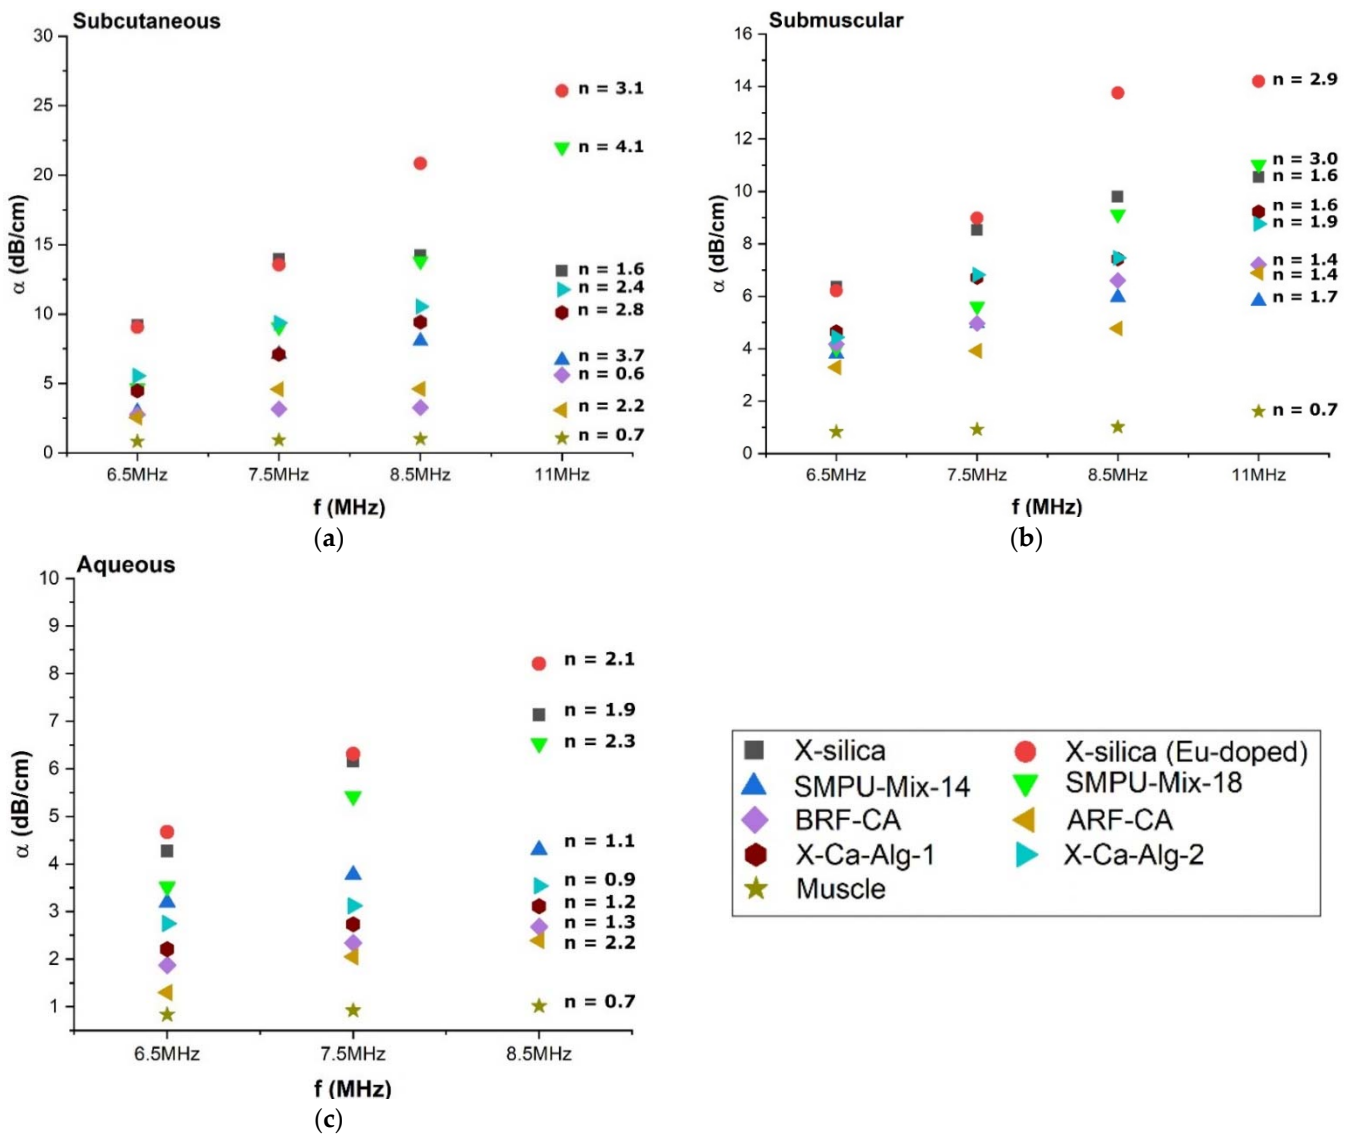 Subcutaneous
30
25
20
15
10
5
0
α (dB/cm)
n = 3.1
n = 4.1
n = 1.6
n = 2.4
n = 2.8
n = 3.7
n = 0.6
n = 2.2
n = 0.7
6.5MHz 7.5MHz 8.5MHz 11MHz
f (MHz)
(a)
Submuscular
16
14
12
10
8
6
4
2
0
α (dB/cm)
n = 2.9
n = 3.0
n = 1.6
n = 1.6
n = 1.9
n = 1.4
n = 1.4
n = 1.7
n = 0.7
6.5MHz 7.5MHz 8.5MHz 11MHz
f (MHz)
(b)
Aqueous
10
9
8
7
6
5
4
3
2
1
α (dB/cm)
n = 2.1
n = 1.9
n = 2.3
n = 1.1
n = 0.9
n = 1.2
n = 1.3
n = 2.2
n = 0.7
6.5MHz 7.5MHz 8.5MHz
f (MHz)
(c)
X-silica X-silica (Eu-doped)
SMPU-Mix-14 SMPU-Mix-18
BRF-CA ARF-CA
X-Ca-Alg-1 X-Ca-Alg-2
Muscle